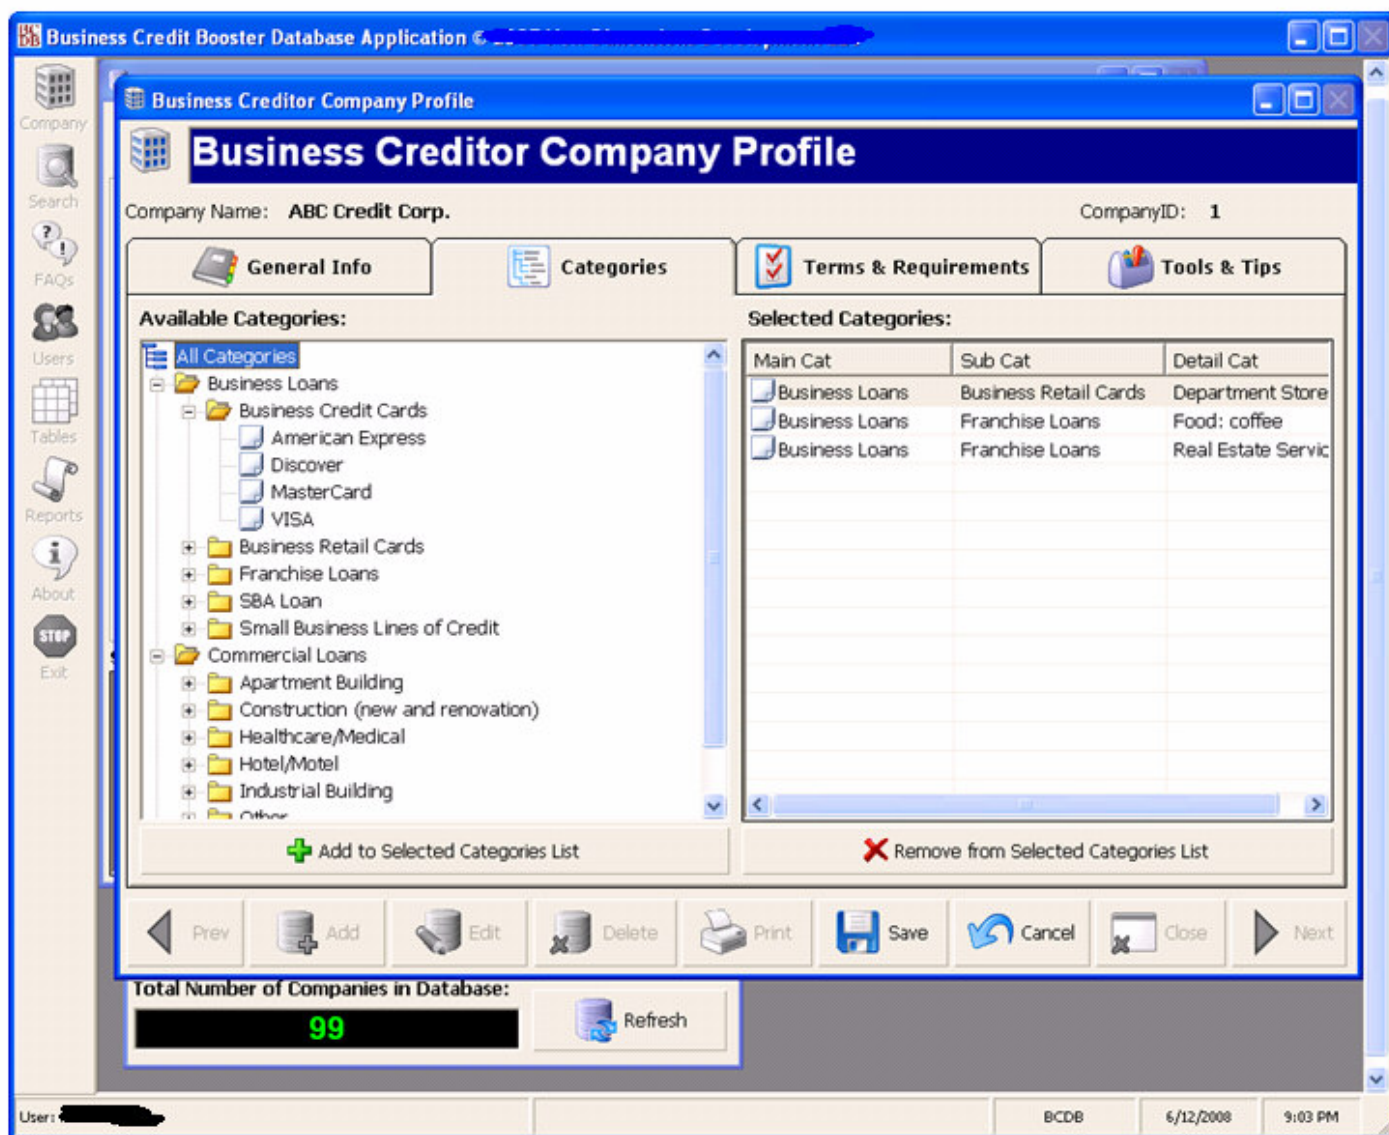 BC DB Business Credit Booster Database Application ©
Company
Search
FAQs
Users
Tables
Reports
About
STOP
Exit
Business Creditor Company Profile
Business Creditor Company Profile
Company Name: ABC Credit Corp. CompanyID: 1
General Info Categories Terms & Requirements Tools & Tips
Available Categories: Selected Categories:
All Categories
Business Loans
Business Credit Cards
American Express
Discover
MasterCard
VISA
Business Retail Cards
Franchise Loans
SBA Loan
Small Business Lines of Credit
Commercial Loans
Apartment Building
Construction (new and renovation)
Healthcare/Medical
Hotel/Motel
Industrial Building
Other
Main Cat Sub Cat Detail Cat
Business Loans Business Retail Cards Department Store
Business Loans Franchise Loans Food: coffee
Business Loans Franchise Loans Real Estate Servic
Add to Selected Categories List Remove from Selected Categories List
Prev Add Edit Delete Print Save Cancel Close Next
Total Number of Companies in Database:
99 Refresh
User: BCDB 6/12/2008 9:03 PM